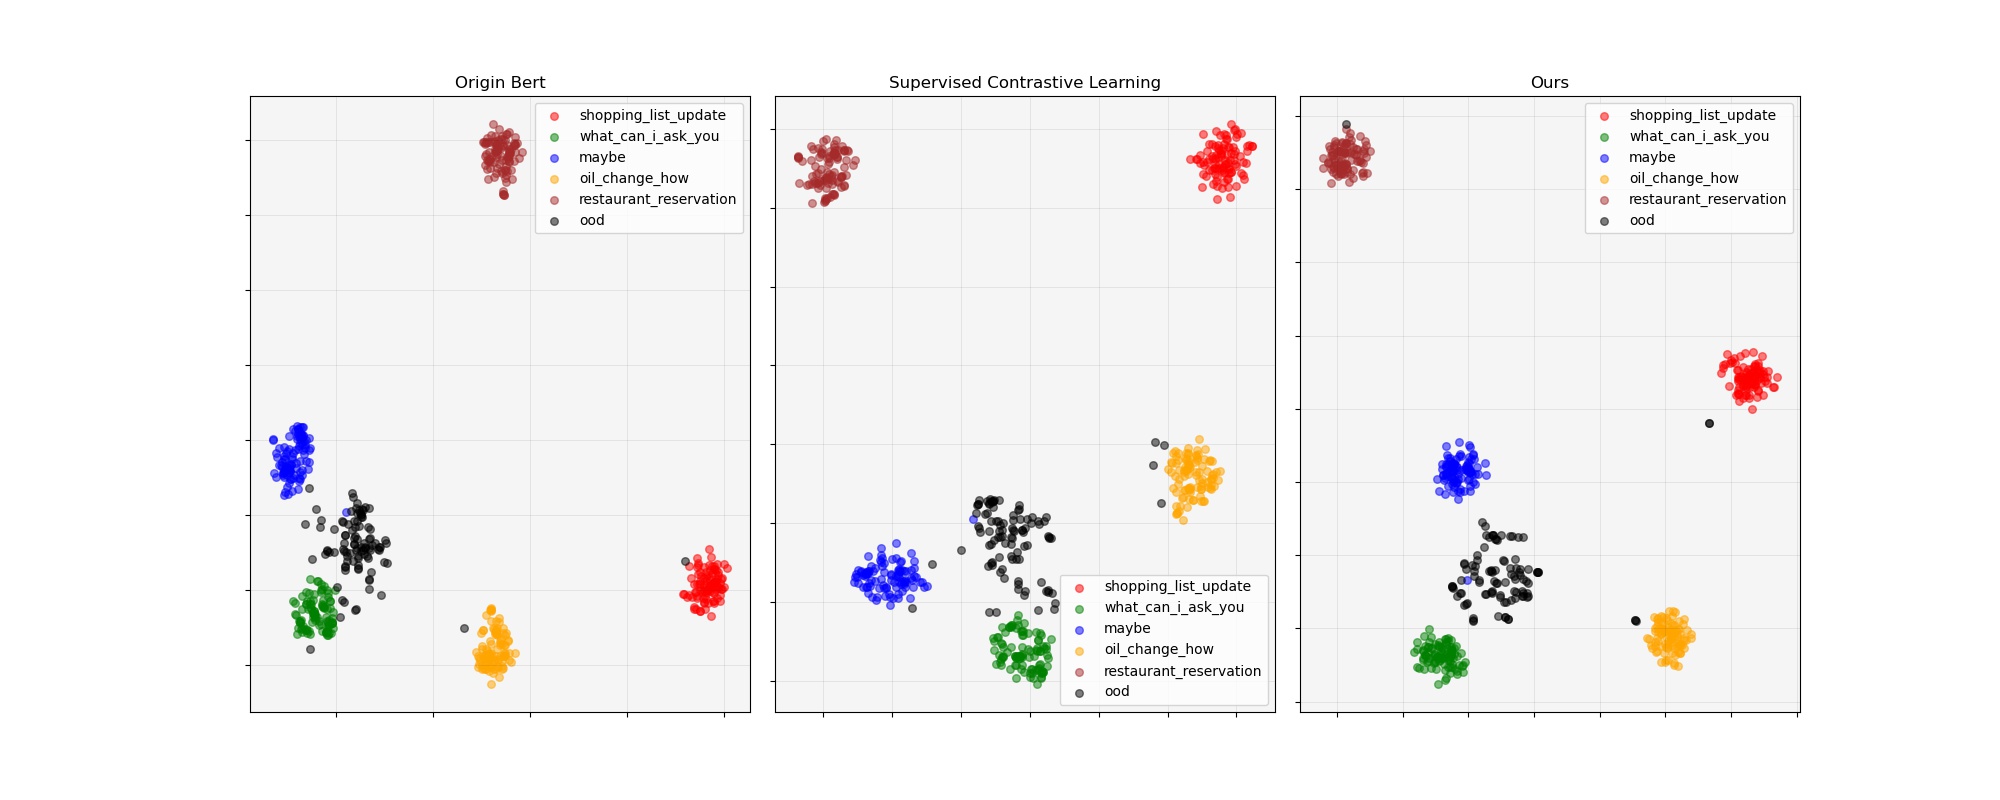 Origin Bert
shopping_list_update
what_can_i_ask_you
maybe
oil_change_how
restaurant_reservation
ood
Supervised Contrastive Learning
shopping_list_update
what_can_i_ask_you
maybe
oil_change_how
restaurant_reservation
ood
Ours
shopping_list_update
what_can_i_ask_you
maybe
oil_change_how
restaurant_reservation
ood